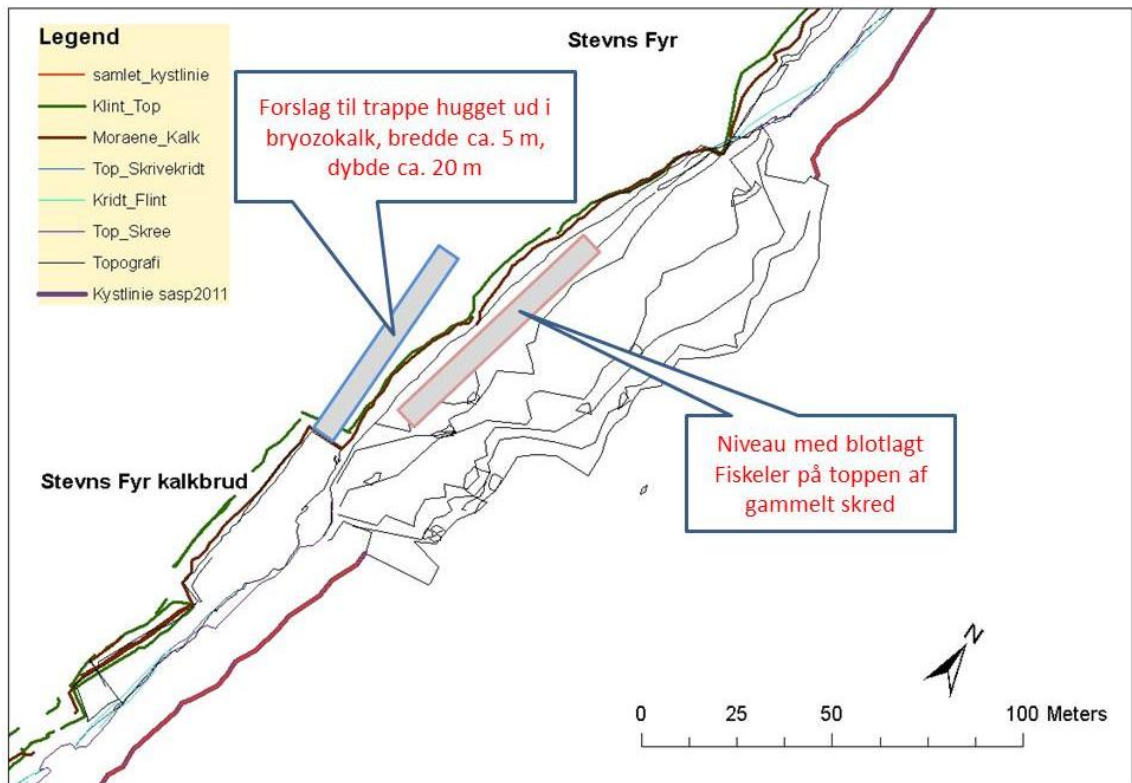 Legend
samlet_kystlinie
Klint_Top
Moraene_Kalk
Top_Skrivekridt
Kridt_Flint
Top_Skree
Topografi
Kystlinie sasp2011
Stevns Fyr
Forslag til trappe hugget ud i
bryozokalk, bredde ca. 5 m,
dybde ca. 20 m
Stevns Fyr kalkbrud
Niveau med blotlagt
Fiskeler på toppen af
gammelt skred
N
0 25 50 100 Meters